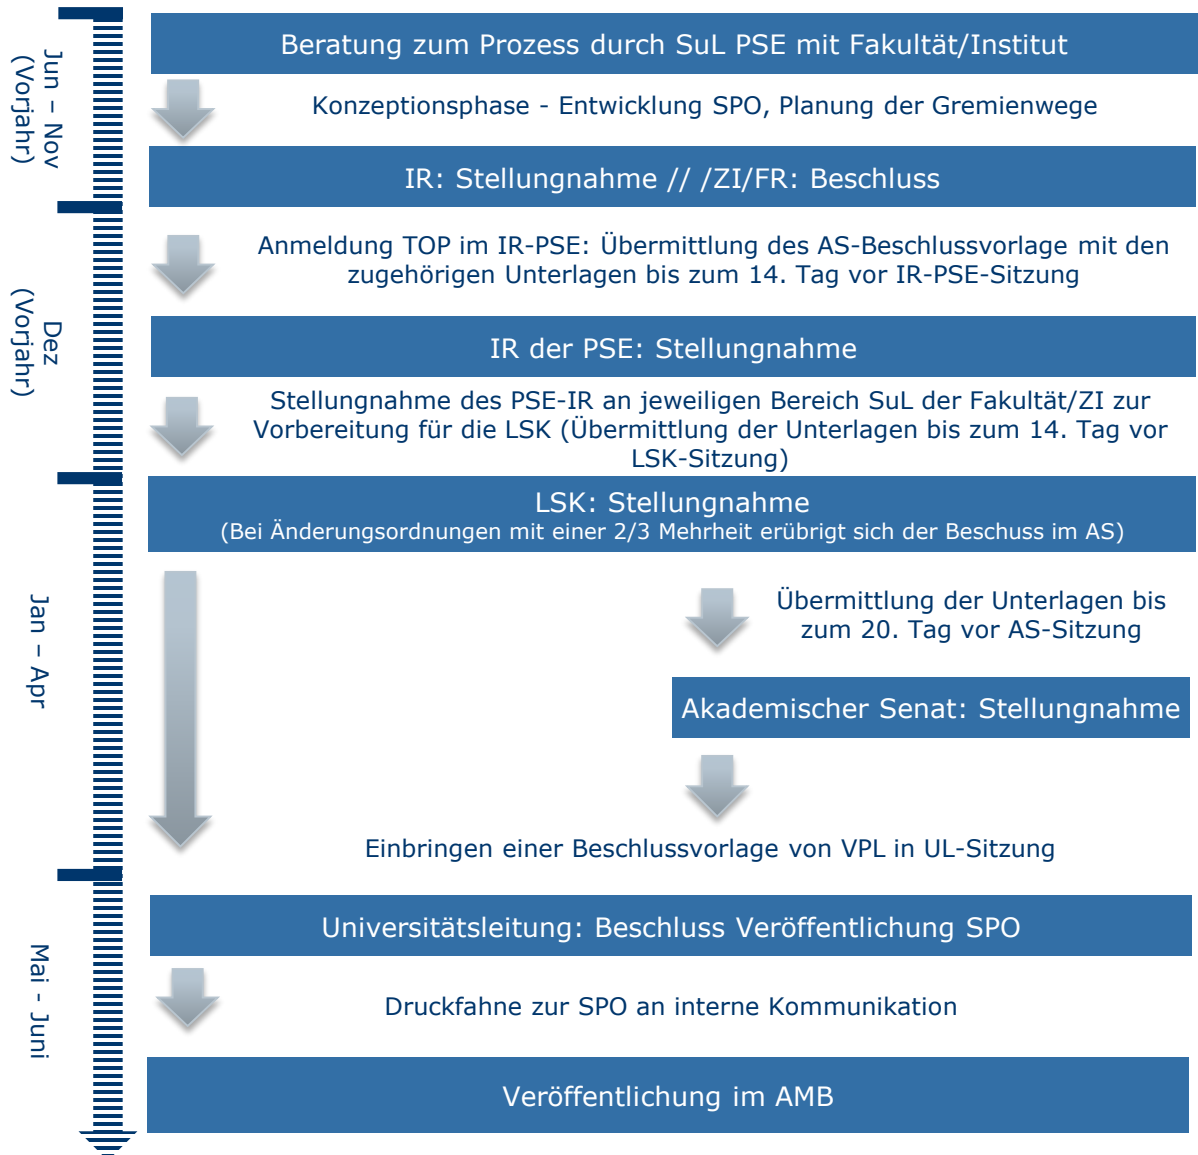 Beratung zum Prozess durch SuL PSE mit Fakultät/Institut
Jun – Nov
(Vorjahr)
Konzeptionsphase - Entwicklung SPO, Planung der Gremienwege
IR: Stellungnahme // /ZI/FR: Beschluss
Anmeldung TOP im IR-PSE: Übermittlung des AS-Beschlussvorlage mit den
zugehörigen Unterlagen bis zum 14. Tag vor IR-PSE-Sitzung
Dez
(Vorjahr)
IR der PSE: Stellungnahme
Stellungnahme des PSE-IR an jeweiligen Bereich SuL der Fakultät/ZI zur
Vorbereitung für die LSK (Übermittlung der Unterlagen bis zum 14. Tag vor
LSK-Sitzung)
LSK: Stellungnahme
(Bei Änderungsordnungen mit einer 2/3 Mehrheit erübrigt sich der Beschuss im AS)
Jan – Apr
Übermittlung der Unterlagen bis
zum 20. Tag vor AS-Sitzung
Akademischer Senat: Stellungnahme
Einbringen einer Beschlussvorlage von VPL in UL-Sitzung
Universitätsleitung: Beschluss Veröffentlichung SPO
Mai - Juni
Druckfahne zur SPO an interne Kommunikation
Veröffentlichung im AMB